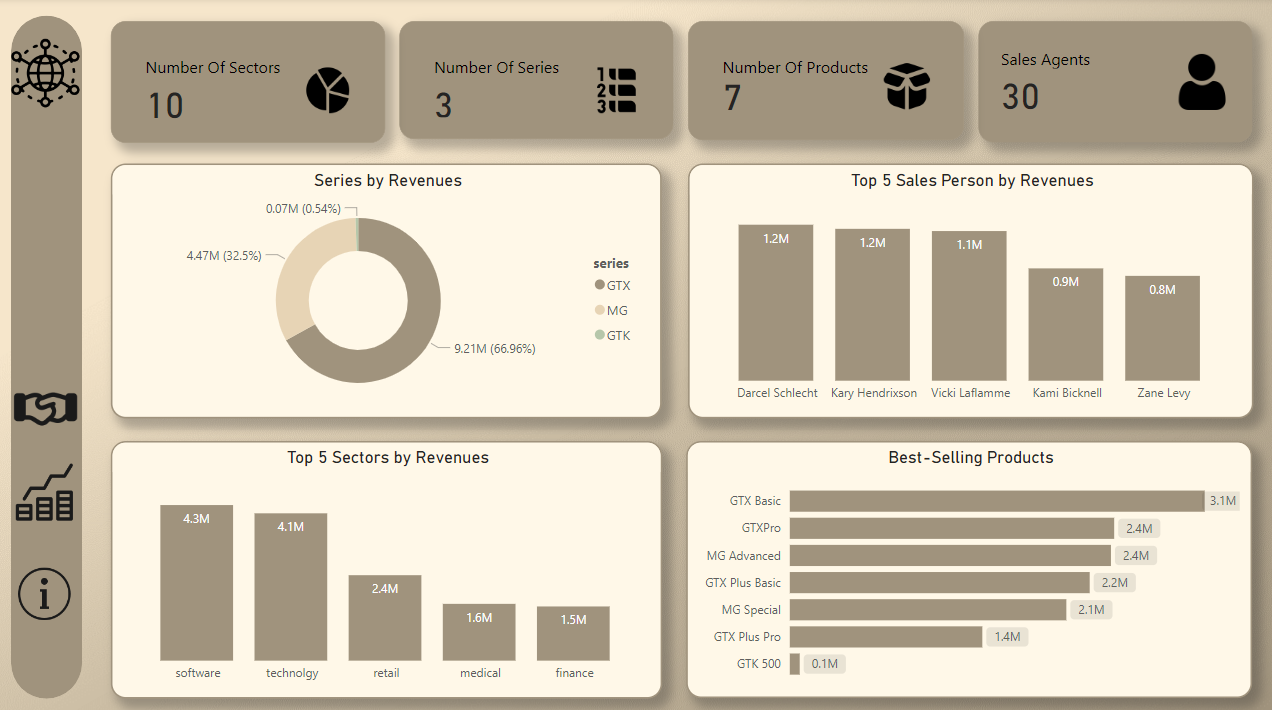 Number Of Sectors
10
Number Of Series
3
1
2
3
Number Of Products
7
Sales Agents
30
Series by Revenues
0.07M (0.54%)
4.47M (32.5%)
9.21M (66.96%)
series
GTX
MG
GTK
Top 5 Sales Person by Revenues
1.2M
1.2M
1.1M
0.9M
0.8M
Darcel Schlecht
Kary Hendrixson
Vicki Laflamme
Kami Bicknell
Zane Levy
Top 5 Sectors by Revenues
4.3M
4.1M
2.4M
1.6M
1.5M
software
technolgy
retail
medical
finance
Best-Selling Products
GTX Basic 3.1M
GTXPro 2.4M
MG Advanced 2.4M
GTX Plus Basic 2.2M
MG Special 2.1M
GTX Plus Pro 1.4M
GTK 500 0.1M
i